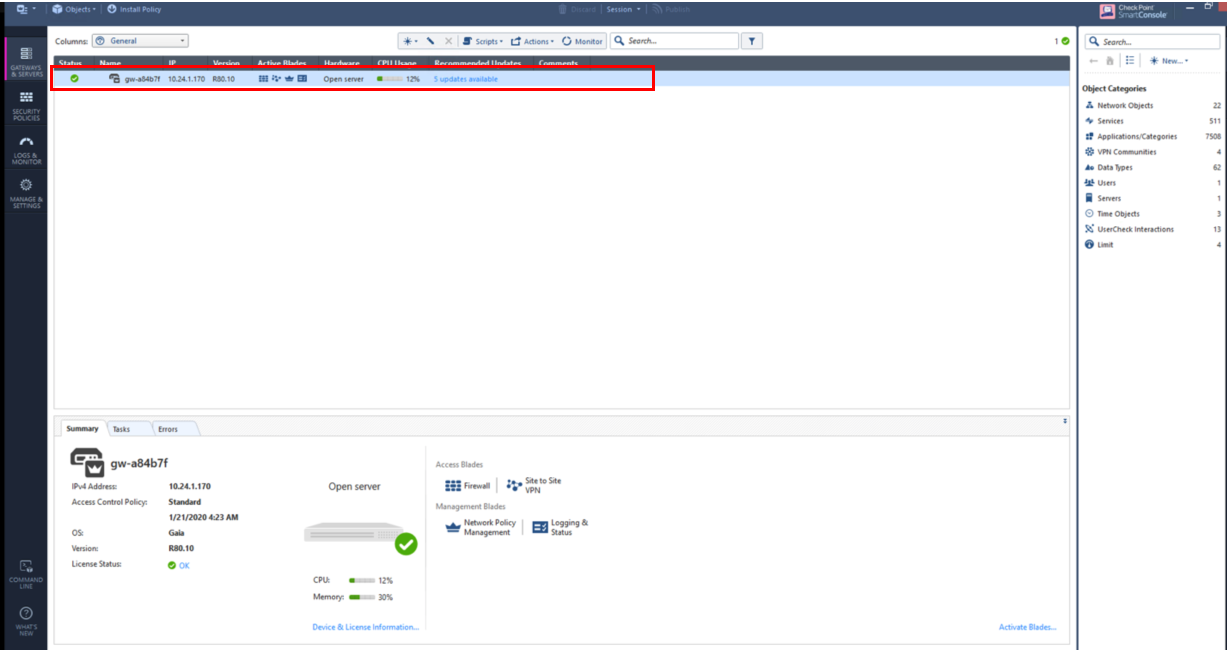 Objects Install Policy Discard Session Publish Check Point SmartConsole
Columns: General Scripts Actions Monitor Search... 1
Search...
New...
GATEWAYS & SERVERS
SECURITY POLICIES
LOGS & MONITOR
MANAGE & SETTINGS
COMMAND LINE
WHAT'S NEW
Status Name IP Version Active Blades Hardware CPU Usage Recommended Updates Comments
gw-a84b7f 10.24.1.170 R80.10 Open server 12% 5 updates available
Summary Tasks Errors
gw-a84b7f
IPv4 Address: 10.24.1.170
Access Control Policy: Standard
1/21/2020 4:23 AM
OS: Gaia
Version: R80.10
License Status: OK
Open server
CPU: 12%
Memory: 30%
Device & License Information...
Access Blades
Firewall Site to Site VPN
Management Blades
Network Policy Management Logging & Status
Activate Blades...
Object Categories
Network Objects 22
Services 511
Applications/Categories 7508
VPN Communities 4
Data Types 62
Users 1
Servers 1
Time Objects 3
UserCheck Interactions 13
Limit 4